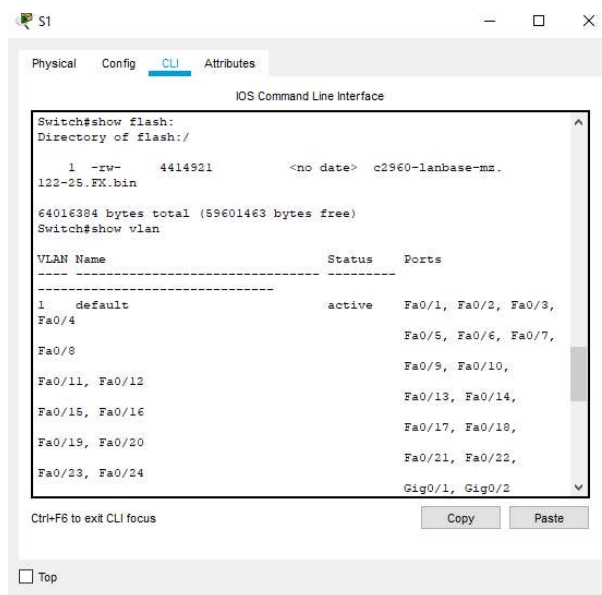 S1
Physical Config CLI Attributes
IOS Command Line Interface
Switch#show flash:
Directory of flash:/
1 -rw- 4414921 <no date> c2960-lanbase-mz.
122-25.FX.bin
64016384 bytes total (59601463 bytes free)
Switch#show vlan
VLAN Name Status Ports
---- -------------------------------- ---------
-------------------------------
1 default active Fa0/1, Fa0/2, Fa0/3,
Fa0/4
Fa0/5, Fa0/6, Fa0/7,
Fa0/8
Fa0/9, Fa0/10,
Fa0/11, Fa0/12
Fa0/13, Fa0/14,
Fa0/15, Fa0/16
Fa0/17, Fa0/18,
Fa0/19, Fa0/20
Fa0/21, Fa0/22,
Fa0/23, Fa0/24
Gig0/1, Gig0/2
Ctrl+F6 to exit CLI focus Copy Paste
Top